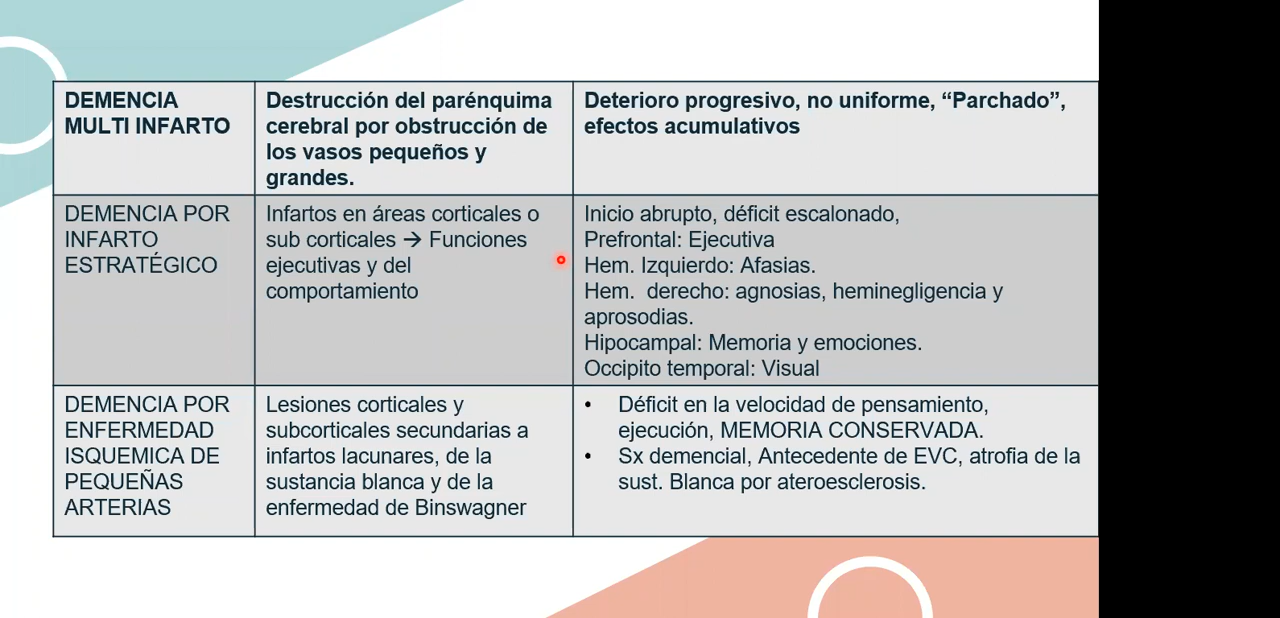 DEMENCIA
MULTI INFARTO
Destrucción del parénquima
cerebral por obstrucción de
los vasos pequeños y
grandes.
Deterioro progresivo, no uniforme, “Parchado”,
efectos acumulativos
DEMENCIA POR
INFARTO
ESTRATÉGICO
Infartos en áreas corticales o
sub corticales → Funciones
ejecutivas y del
comportamiento
Inicio abrupto, déficit escalonado,
Prefrontal: Ejecutiva
Hem. Izquierdo: Afasias.
Hem. derecho: agnosias, heminegligencia y
aprosodias.
Hipocampal: Memoria y emociones.
Occipito temporal: Visual
DEMENCIA POR
ENFERMEDAD
ISQUEMICA DE
PEQUEÑAS
ARTERIAS
Lesiones corticales y
subcorticales secundarias a
infartos lacunares, de la
sustancia blanca y de la
enfermedad de Binswagner
• Déficit en la velocidad de pensamiento,
ejecución, MEMORIA CONSERVADA.
• Sx demencial, Antecedente de EVC, atrofia de la
sust. Blanca por ateroesclerosis.